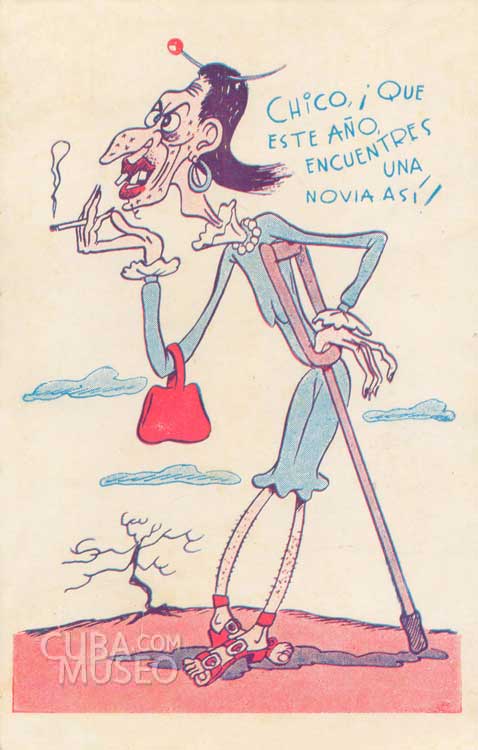 CHICO, ¡QUE
ESTE AÑO,
ENCUENTRES
UNA
NOVIA ASÍ!
CUBA.COM
MUSEO